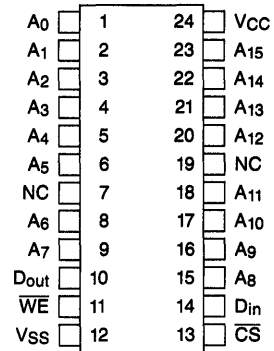 A0 1 24 VCC
A1 2 23 A15
A2 3 22 A14
A3 4 21 A13
A4 5 20 A12
A5 6 19 NC
NC 7 18 A11
A6 8 17 A10
A7 9 16 A9
Dout 10 15 A8
W̅E̅ 11 14 Din
VSS 12 13 C̅S̅